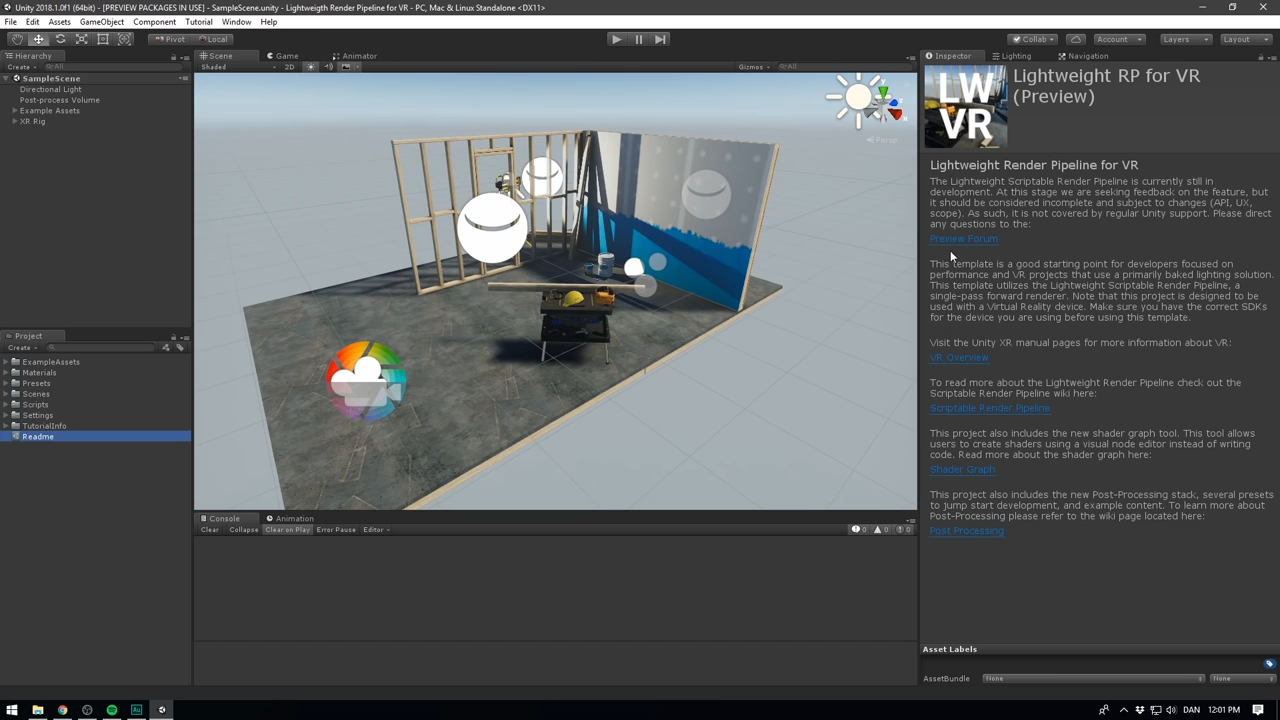 Unity 2018.1.0f1 (64bit) - [PREVIEW PACKAGES IN USE] - SampleScene.unity - Lightweigth Render Pipeline for VR - PC, Mac & Linux Standalone <DX11>
File Edit Assets GameObject Component Tutorial Window Help
Pivot Local Collab Account Layers Layout
Hierarchy
Create All
SampleScene
Directional Light
Post-process Volume
Example Assets
XR Rig
Scene Game Animator
Shaded 2D Gizmos All
y
x
z
Persp
Project
Create
ExampleAssets
Materials
Presets
Scenes
Scripts
Settings
TutorialInfo
Readme
Console Animation
Clear Collapse Clear on Play Error Pause Editor 0 0 0
Inspector Lighting Navigation
LW
VR
Lightweight RP for VR
(Preview)
Lightweight Render Pipeline for VR
The Lightweight Scriptable Render Pipeline is currently still in
development. At this stage we are seeking feedback on the feature, but
it should be considered incomplete and subject to changes (API, UX,
scope). As such, it is not covered by regular Unity support. Please direct
any questions to the:
Preview Forum
This template is a good starting point for developers focused on
performance and VR projects that use a primarily baked lighting solution.
This template utilizes the Lightweight Scriptable Render Pipeline, a
single-pass forward renderer. Note that this project is designed to be
used with a Virtual Reality device. Make sure you have the correct SDKs
for the device you are using before using this template.
Visit the Unity XR manual pages for more information about VR:
VR Overview
To read more about the Lightweight Render Pipeline check out the
Scriptable Render Pipeline wiki here:
Scriptable Render Pipeline
This project also includes the new shader graph tool. This tool allows
users to create shaders using a visual node editor instead of writing
code. Read more about the shader graph here:
Shader Graph
This project also includes the new Post-Processing stack, several presets
to jump start development, and example content. To learn more about
Post-Processing please refer to the wiki page located here:
Post Processing
Asset Labels
AssetBundle None None
Au DAN 12:01 PM